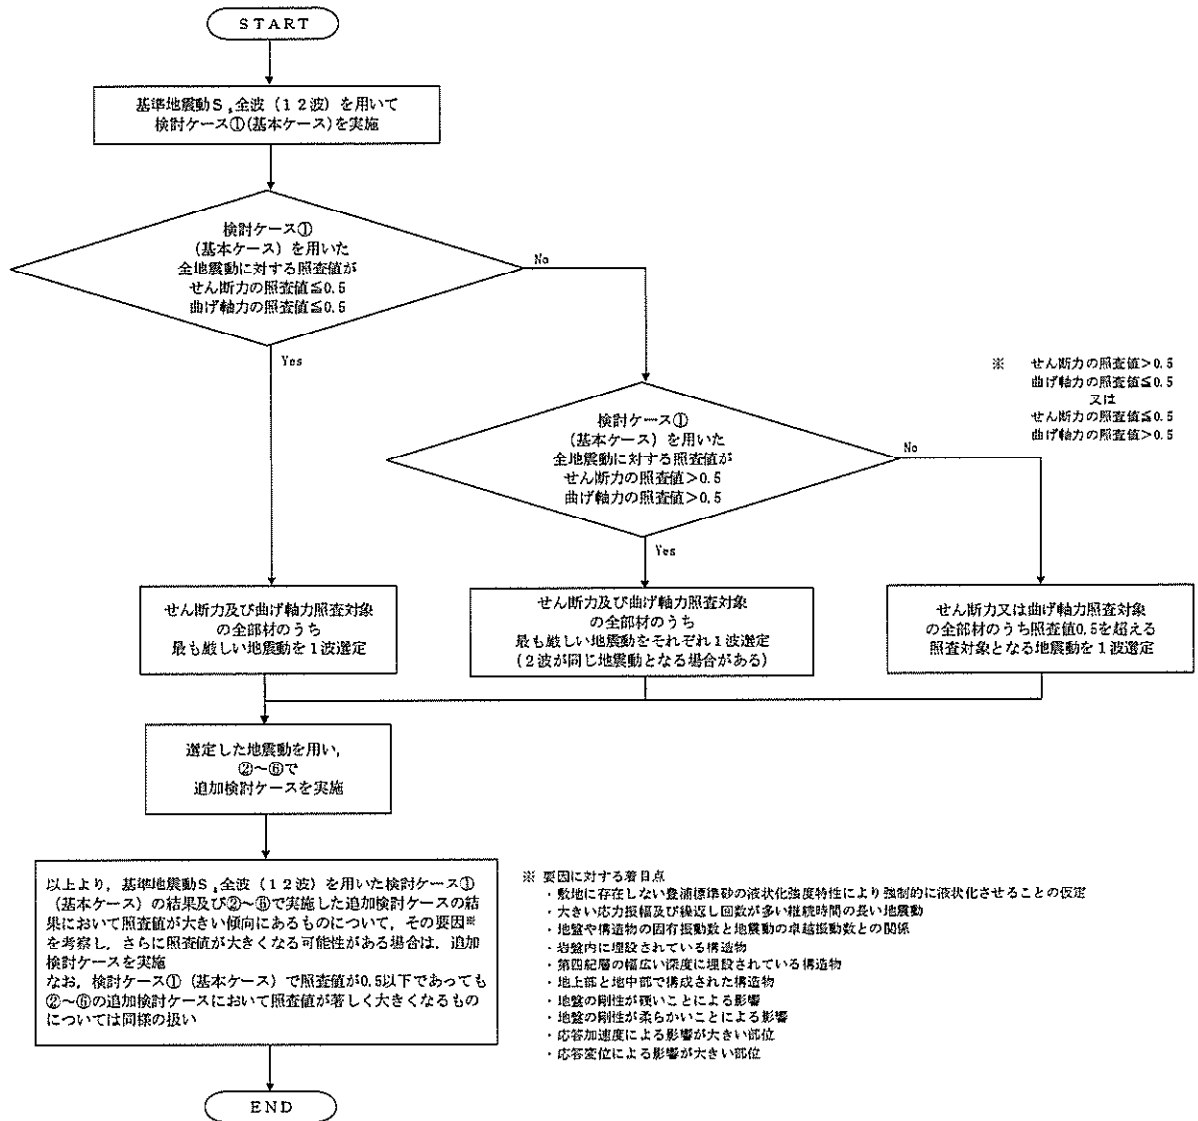 START
基準地震動Ss全波（１２波）を用いて
検討ケース①(基本ケース)を実施
検討ケース①
(基本ケース) を用いた
全地震動に対する照査値が
せん断力の照査値≦0.5
曲げ軸力の照査値≦0.5
No
Yes
※ せん断力の照査値＞0.5
曲げ軸力の照査値≦0.5
又は
せん断力の照査値≦0.5
曲げ軸力の照査値＞0.5
検討ケース①
(基本ケース) を用いた
全地震動に対する照査値が
せん断力の照査値＞0.5
曲げ軸力の照査値＞0.5
No
Yes
せん断力及び曲げ軸力照査対象
の全部材のうち
最も厳しい地震動を１波選定
せん断力及び曲げ軸力照査対象
の全部材のうち
最も厳しい地震動をそれぞれ１波選定
(２波が同じ地震動となる場合がある)
せん断力又は曲げ軸力照査対象
の全部材のうち照査値0.5を超える
照査対象となる地震動を１波選定
選定した地震動を用い，
②～⑥で
追加検討ケースを実施
以上より，基準地震動Ss全波（１２波）を用いた検討ケース①
（基本ケース）の結果及び②～⑥で実施した追加検討ケースの結
果において照査値が大きい傾向にあるものについて，その要因※
を考察し，さらに照査値が大きくなる可能性がある場合は，追加
検討ケースを実施
なお，検討ケース①（基本ケース）で照査値が0.5以下であっても
②～⑥の追加検討ケースにおいて照査値が著しく大きくなるもの
については同様の扱い
※ 要因に対する着目点
・敷地に存在しない豊浦標準砂の液状化強度特性により強制的に液状化させることの仮定
・大きい応力振幅及び繰返し回数が多い継続時間の長い地震動
・地盤や構造物の固有振動数と地震動の卓越振動数との関係
・岩盤内に埋設されている構造物
・第四紀層の幅広い深度に埋設されている構造物
・地上部と地中部で構成された構造物
・地盤の剛性が硬いことによる影響
・地盤の剛性が柔らかいことによる影響
・応答加速度による影響が大きい部位
・応答変位による影響が大きい部位
END